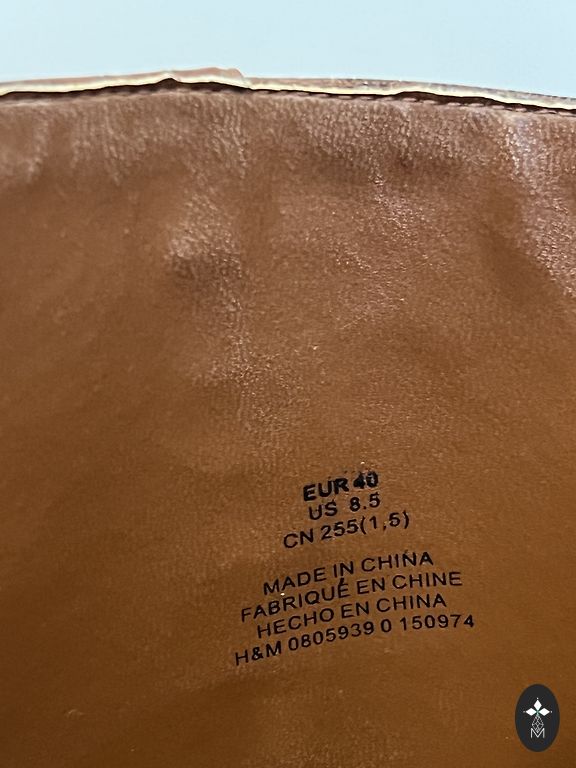 EUR 40
US 8.5
CN 255(1,5)
MADE IN CHINA
FABRIQUÉ EN CHINE
HECHO EN CHINA
H&M 0805939 0 150974
M